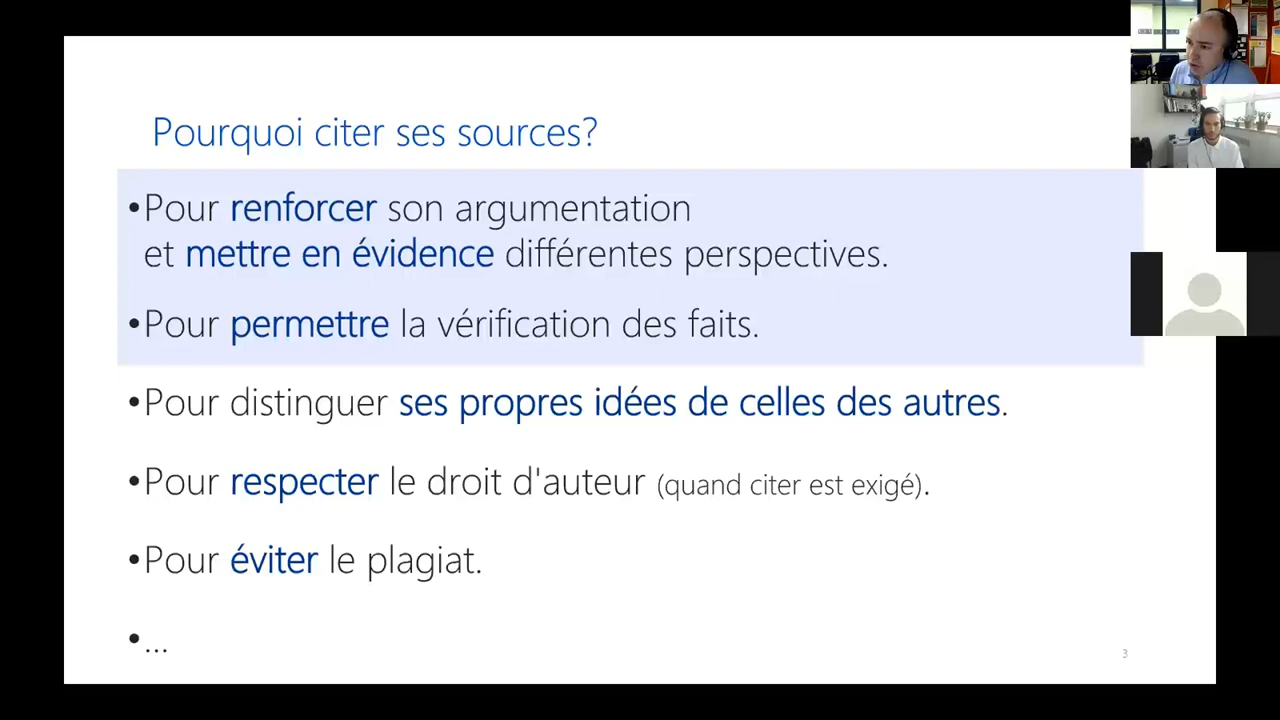 Pourquoi citer ses sources?
•Pour renforcer son argumentation
et mettre en évidence différentes perspectives.
•Pour permettre la vérification des faits.
•Pour distinguer ses propres idées de celles des autres.
•Pour respecter le droit d'auteur (quand citer est exigé).
•Pour éviter le plagiat.
•...
3